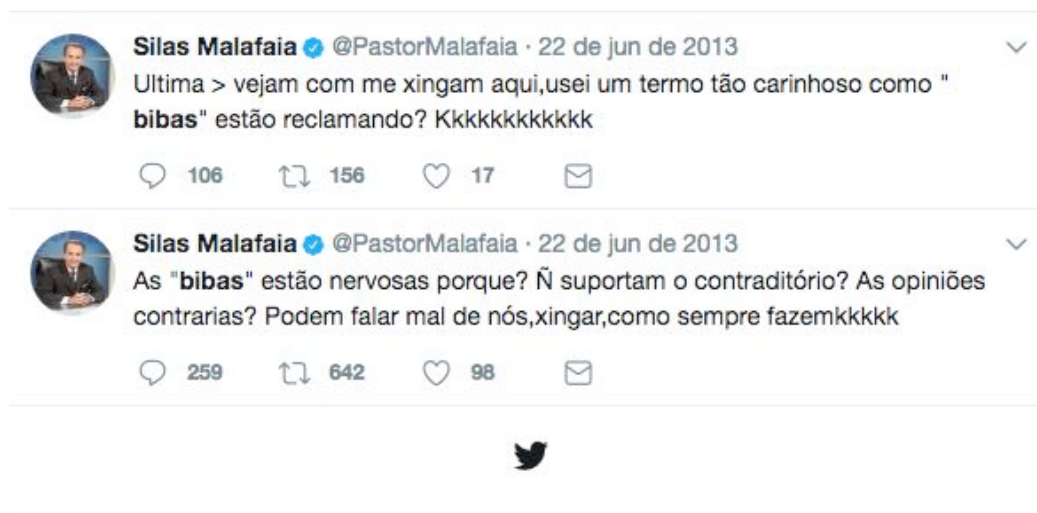 Silas Malafaia @PastorMalafaia · 22 de jun de 2013
Ultima > vejam com me xingam aqui,usei um termo tão carinhoso como "
bibas" estão reclamando? Kkkkkkkkkkkk
106 156 17
Silas Malafaia @PastorMalafaia · 22 de jun de 2013
As "bibas" estão nervosas porque? Ñ suportam o contraditório? As opiniões
contrarias? Podem falar mal de nós,xingar,como sempre fazemkkkkk
259 642 98